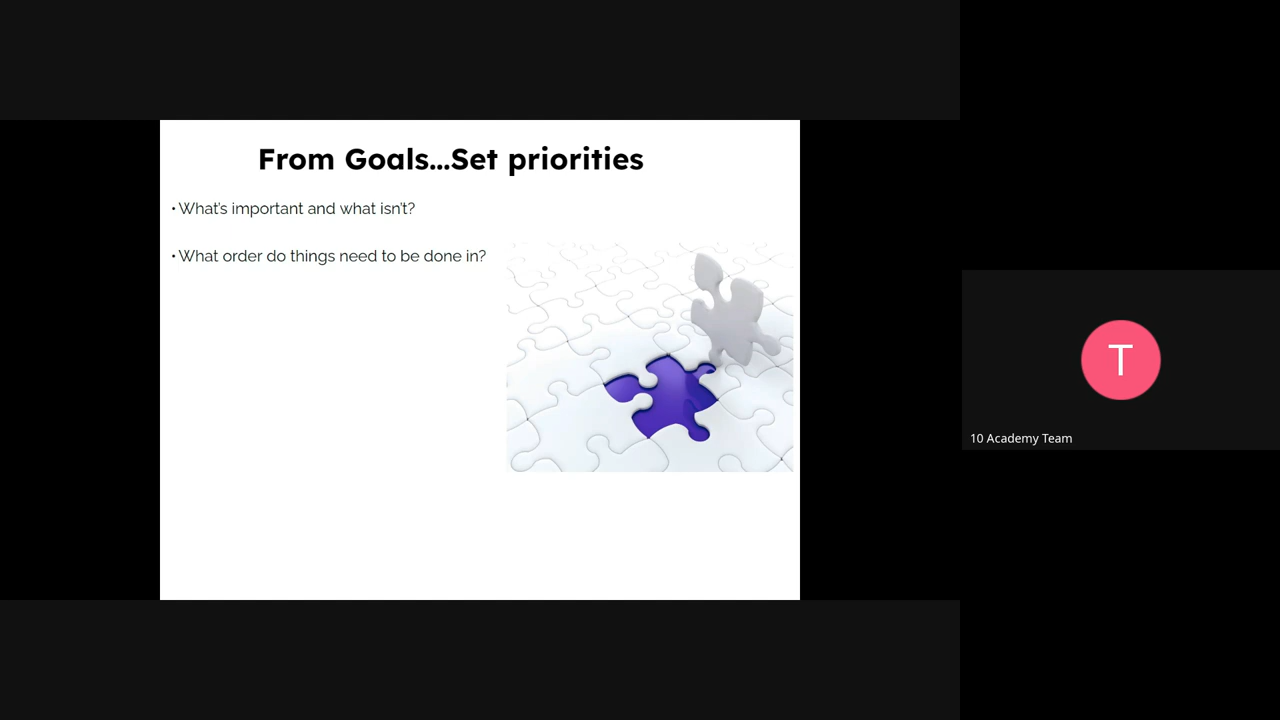 From Goals...Set priorities
• What's important and what isn't?
• What order do things need to be done in?
T
10 Academy Team